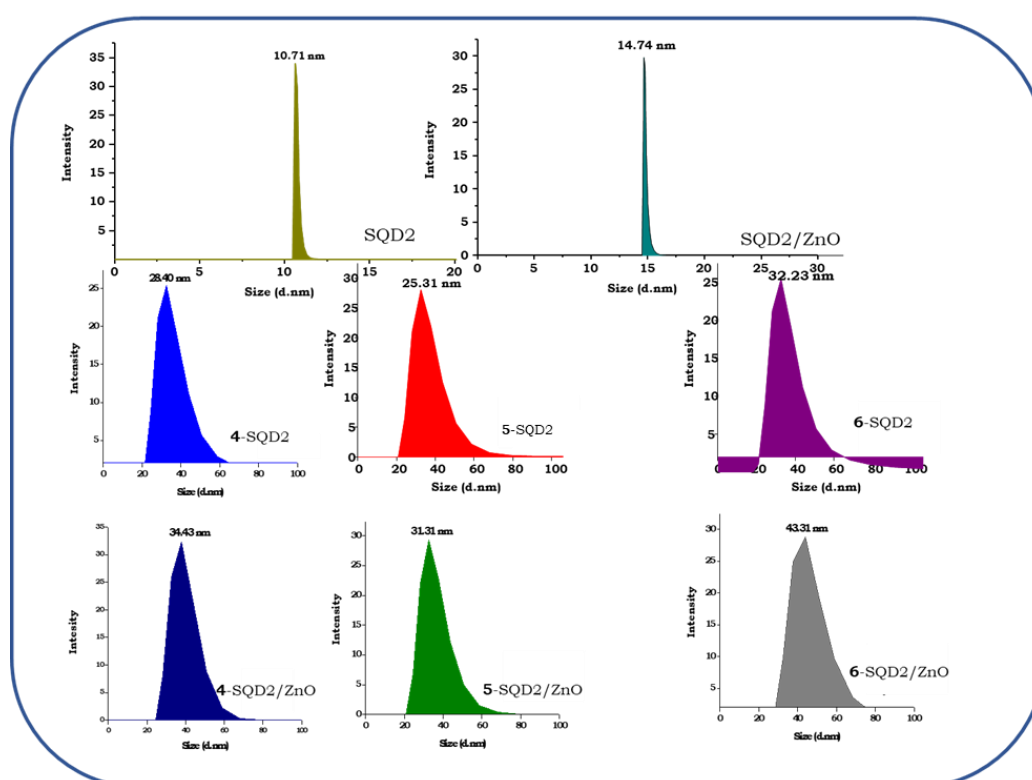 10.71 nm
35
30
25
20
15
10
5
Intensity
0 5 10 15 20
Size (d.nm)
SQD2
14.74 nm
30
25
20
15
10
5
0
Intensity
0 5 10 15 20 25 30
Size (d.nm)
SQD2/ZnO
28.40 nm
25
20
15
10
5
Intensity
0 20 40 60 80 100
Size (d.nm)
4-SQD2
25.31 nm
30
25
20
15
10
5
0
Intensity
0 20 40 60 80 100
Size (d.nm)
5-SQD2
32.23 nm
25
20
15
10
5
Intensity
0 20 40 60 80 100
Size (d.nm)
6-SQD2
34.43 nm
35
30
25
20
15
10
5
0
Intesity
0 20 40 60 80 100
Size (d.nm)
4-SQD2/ZnO
31.31 nm
30
25
20
15
10
5
0
Intensity
0 20 40 60 80 100
Size (d.nm)
5-SQD2/ZnO
43.31 nm
30
25
20
15
10
5
Intensity
0 20 40 60 80 100
Size (d.nm)
6-SQD2/ZnO